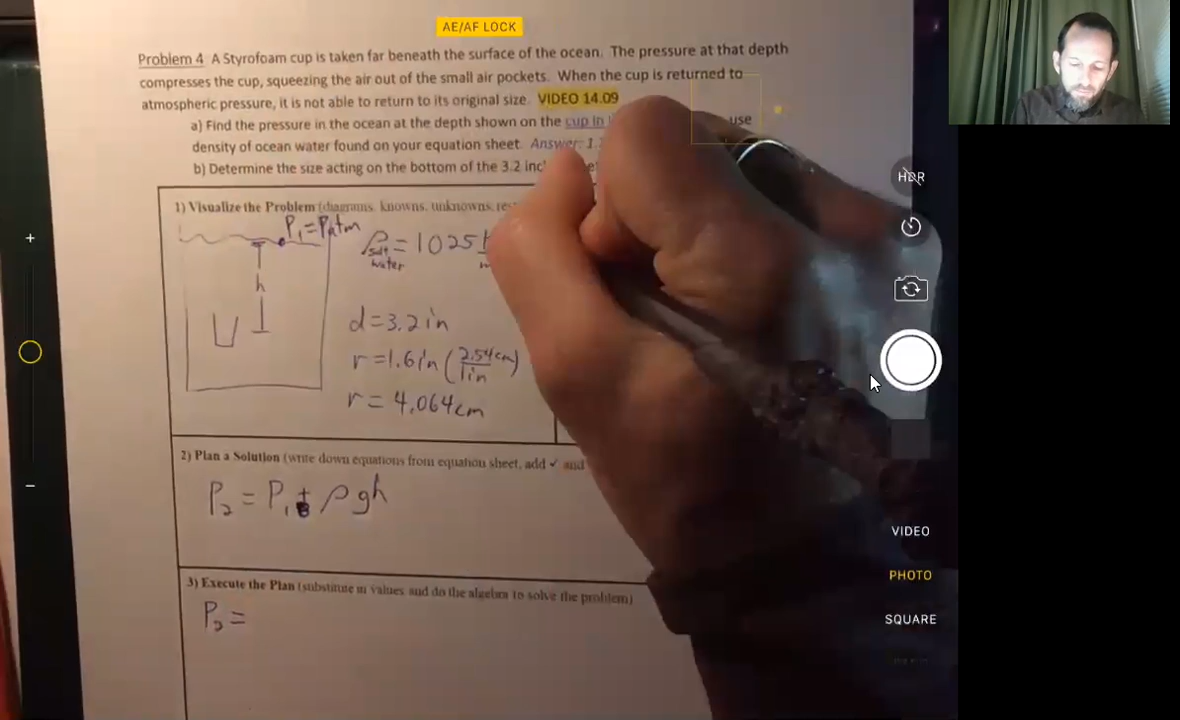 AE/AF LOCK
Problem 4 A Styrofoam cup is taken far beneath the surface of the ocean. The pressure at that depth
compresses the cup, squeezing the air out of the small air pockets. When the cup is returned to
atmospheric pressure, it is not able to return to its original size. VIDEO 14.09
a) Find the pressure in the ocean at the depth shown on the cup in use
density of ocean water found on your equation sheet. Answer: 1.
b) Determine the size acting on the bottom of the 3.2
1) Visualize the Problem (diagrams, knowns, unknowns,
P₁ = Patm
ρ salt water = 1025
h
d = 3.2 in
r = 1.6 in (2.54 cm / 1 in)
r = 4.064 cm
2) Plan a Solution (write down equations from equation sheet, add ✓ and
P₂ = P₁ + ρgh
3) Execute the Plan (substitute in values and do the algebra to solve the problem)
P₂ =
HDR
VIDEO
PHOTO
SQUARE